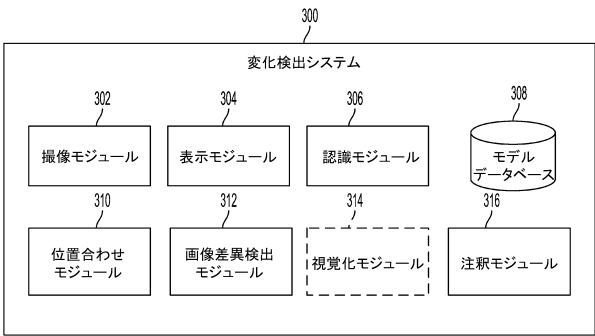 300
変化検出システム
302
撮像モジュール
304
表示モジュール
306
認識モジュール
308
モデル
データベース
310
位置合わせ
モジュール
312
画像差異検出
モジュール
314
視覚化モジュール
316
注釈モジュール